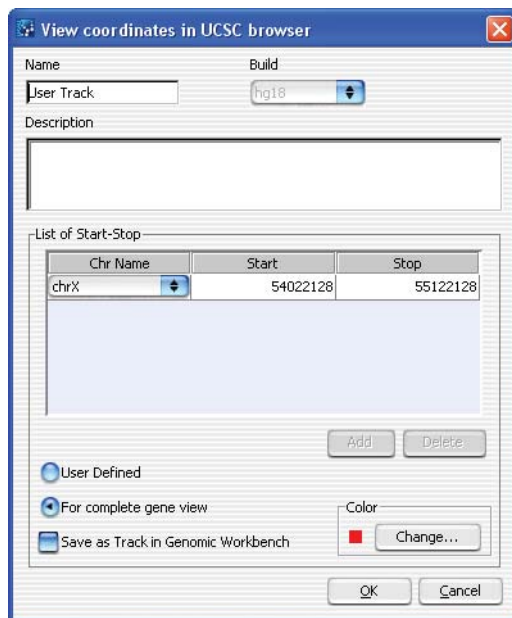 View coordinates in UCSC browser
Name Build
User Track hg18
Description
List of Start-Stop
Chr Name Start Stop
chrX 54022128 55122128
Add Delete
User Defined
For complete gene view
Color
Save as Track in Genomic Workbench Change...
OK Cancel